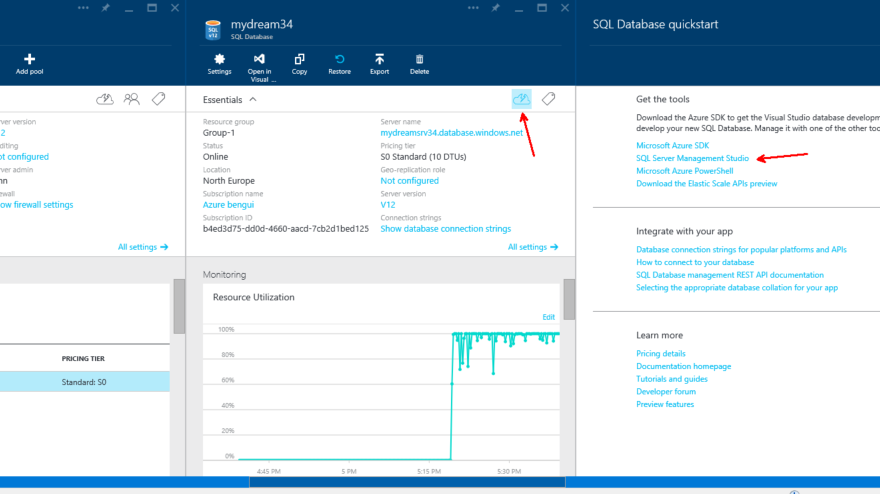 Add pool
ver version
2
diting
ot configured
ver admin
nn
ewall
ow firewall settings
All settings →
PRICING TIER
Standard: S0
SQL
V12
mydream34
SQL Database
Settings
Open in
Visual ...
Copy
Restore
Export
Delete
Essentials
Resource group
Group-1
Status
Online
Location
North Europe
Subscription name
Azure bengui
Subscription ID
b4ed3d75-dd0d-4660-aacd-7cb2d1bed125
Server name
mydreamsrv34.database.windows.net
Pricing tier
S0 Standard (10 DTUs)
Geo-replication role
Not configured
Server version
V12
Connection strings
Show database connection strings
All settings →
Monitoring
Resource Utilization
Edit
100%
80%
60%
40%
20%
0%
4:45 PM
5 PM
5:15 PM
5:30 PM
SQL Database quickstart
Get the tools
Download the Azure SDK to get the Visual Studio database developm
develop your new SQL Database. Manage it with one of the other too
Microsoft Azure SDK
SQL Server Management Studio
Microsoft Azure PowerShell
Download the Elastic Scale APIs preview
Integrate with your app
Database connection strings for popular platforms and APIs
How to connect to your database
SQL Database management REST API documentation
Selecting the appropriate database collation for your app
Learn more
Pricing details
Documentation homepage
Tutorials and guides
Developer forum
Preview features